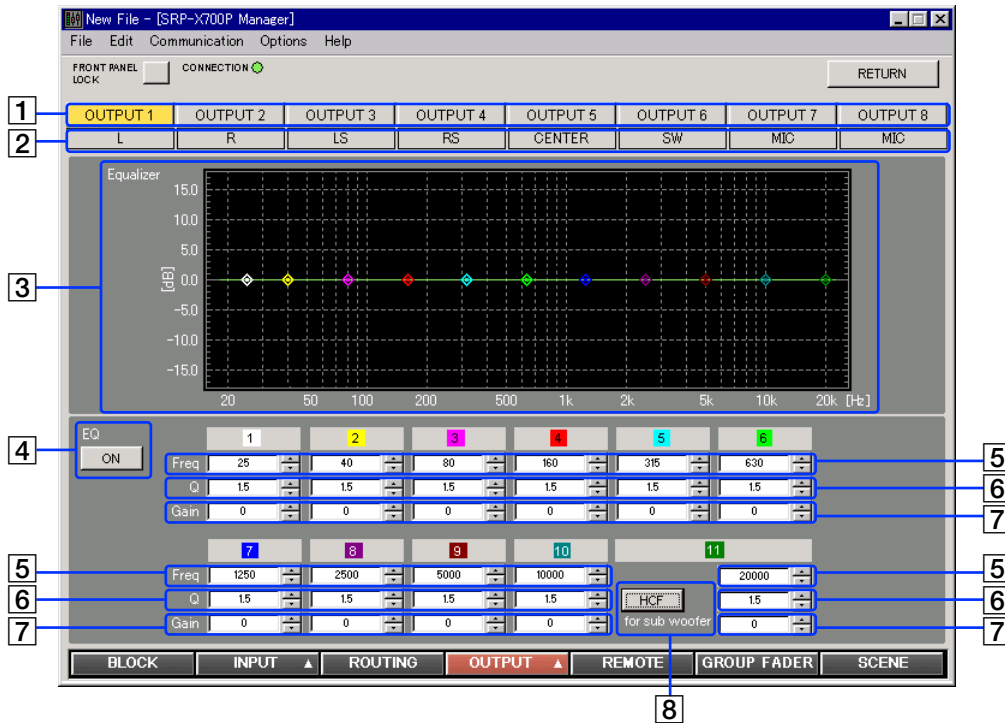 New File - [SRP-X700P Manager]
File Edit Communication Options Help
FRONT PANEL LOCK CONNECTION RETURN
1 OUTPUT 1 OUTPUT 2 OUTPUT 3 OUTPUT 4 OUTPUT 5 OUTPUT 6 OUTPUT 7 OUTPUT 8
2 L R LS RS CENTER SW MIC MIC
Equalizer
15.0
10.0
5.0
3 [dB] 0.0
-5.0
-10.0
-15.0
20 50 100 200 500 1k 2k 5k 10k 20k [Hz]
4 EQ ON
1 2 3 4 5 6
Freq 25 40 80 160 315 630 5
Q 1.5 1.5 1.5 1.5 1.5 1.5 6
Gain 0 0 0 0 0 0 7
7 8 9 10 11
5 Freq 1250 2500 5000 10000 20000 5
6 Q 1.5 1.5 1.5 1.5 HCF 1.5 6
7 Gain 0 0 0 0 for sub woofer 0 7
BLOCK INPUT ▲ ROUTING OUTPUT ▲ REMOTE GROUP FADER SCENE
8